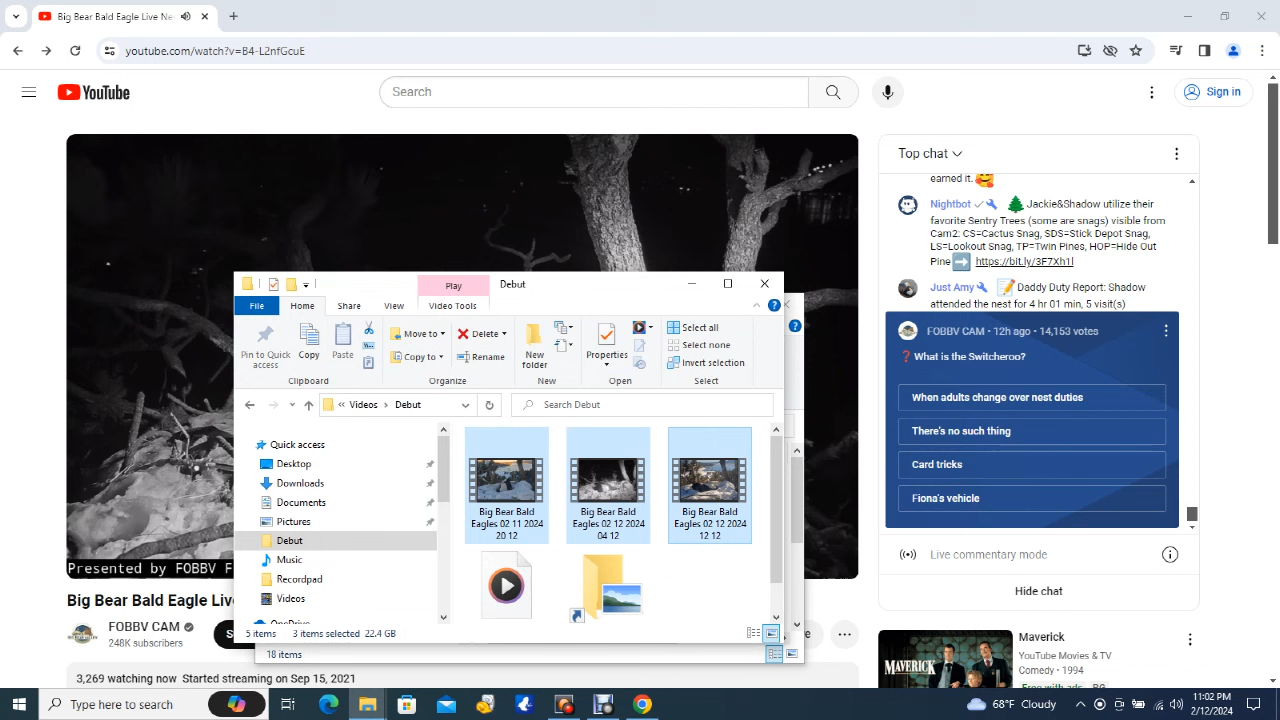 Big Bear Bald Eagle Live Ne
youtube.com/watch?v=B4-L2nfGcuE
YouTube
Search
Sign in
Presented by FOBBV
Big Bear Bald Eagle Liv
FOBBV CAM
248K subscribers
3,269 watching now Started streaming on Sep 15, 2021
Top chat
earned it.
Nightbot Jackie&Shadow utilize their
favorite Sentry Trees (some are snags) visible from
Cam2: CS=Cactus Snag, SDS=Stick Depot Snag,
LS=Lookout Snag, TP=Twin Pines, HOP=Hide Out
Pine https://bit.ly/3F7Xh1l
Just Amy Daddy Duty Report: Shadow
attended the nest for 4 hr 01 min, 5 visit(s)
FOBBV CAM • 12h ago • 14,153 votes
❓What is the Switcheroo?
When adults change over nest duties
There's no such thing
Card tricks
Fiona's vehicle
Live commentary mode
Hide chat
MAVERICK
Maverick
YouTube Movies & TV
Comedy • 1994
Free with ads PG
Play
Debut
File
Home
Share
View
Video Tools
Pin to Quick
access
Copy
Paste
Clipboard
Move to
Copy to
Delete
Rename
Organize
New
folder
New
Properties
Open
Select all
Select none
Invert selection
Select
« Videos › Debut
Search Debut
Quick access
Desktop
Downloads
Documents
Pictures
Debut
Music
Recordpad
Videos
OneDrive
Big Bear Bald
Eagles 02 11 2024
20 12
Big Bear Bald
Eagles 02 12 2024
04 12
Big Bear Bald
Eagles 02 12 2024
12 12
5 items
3 items selected 22.4 GB
18 items
Type here to search
68°F Cloudy
11:02 PM
2/12/2024